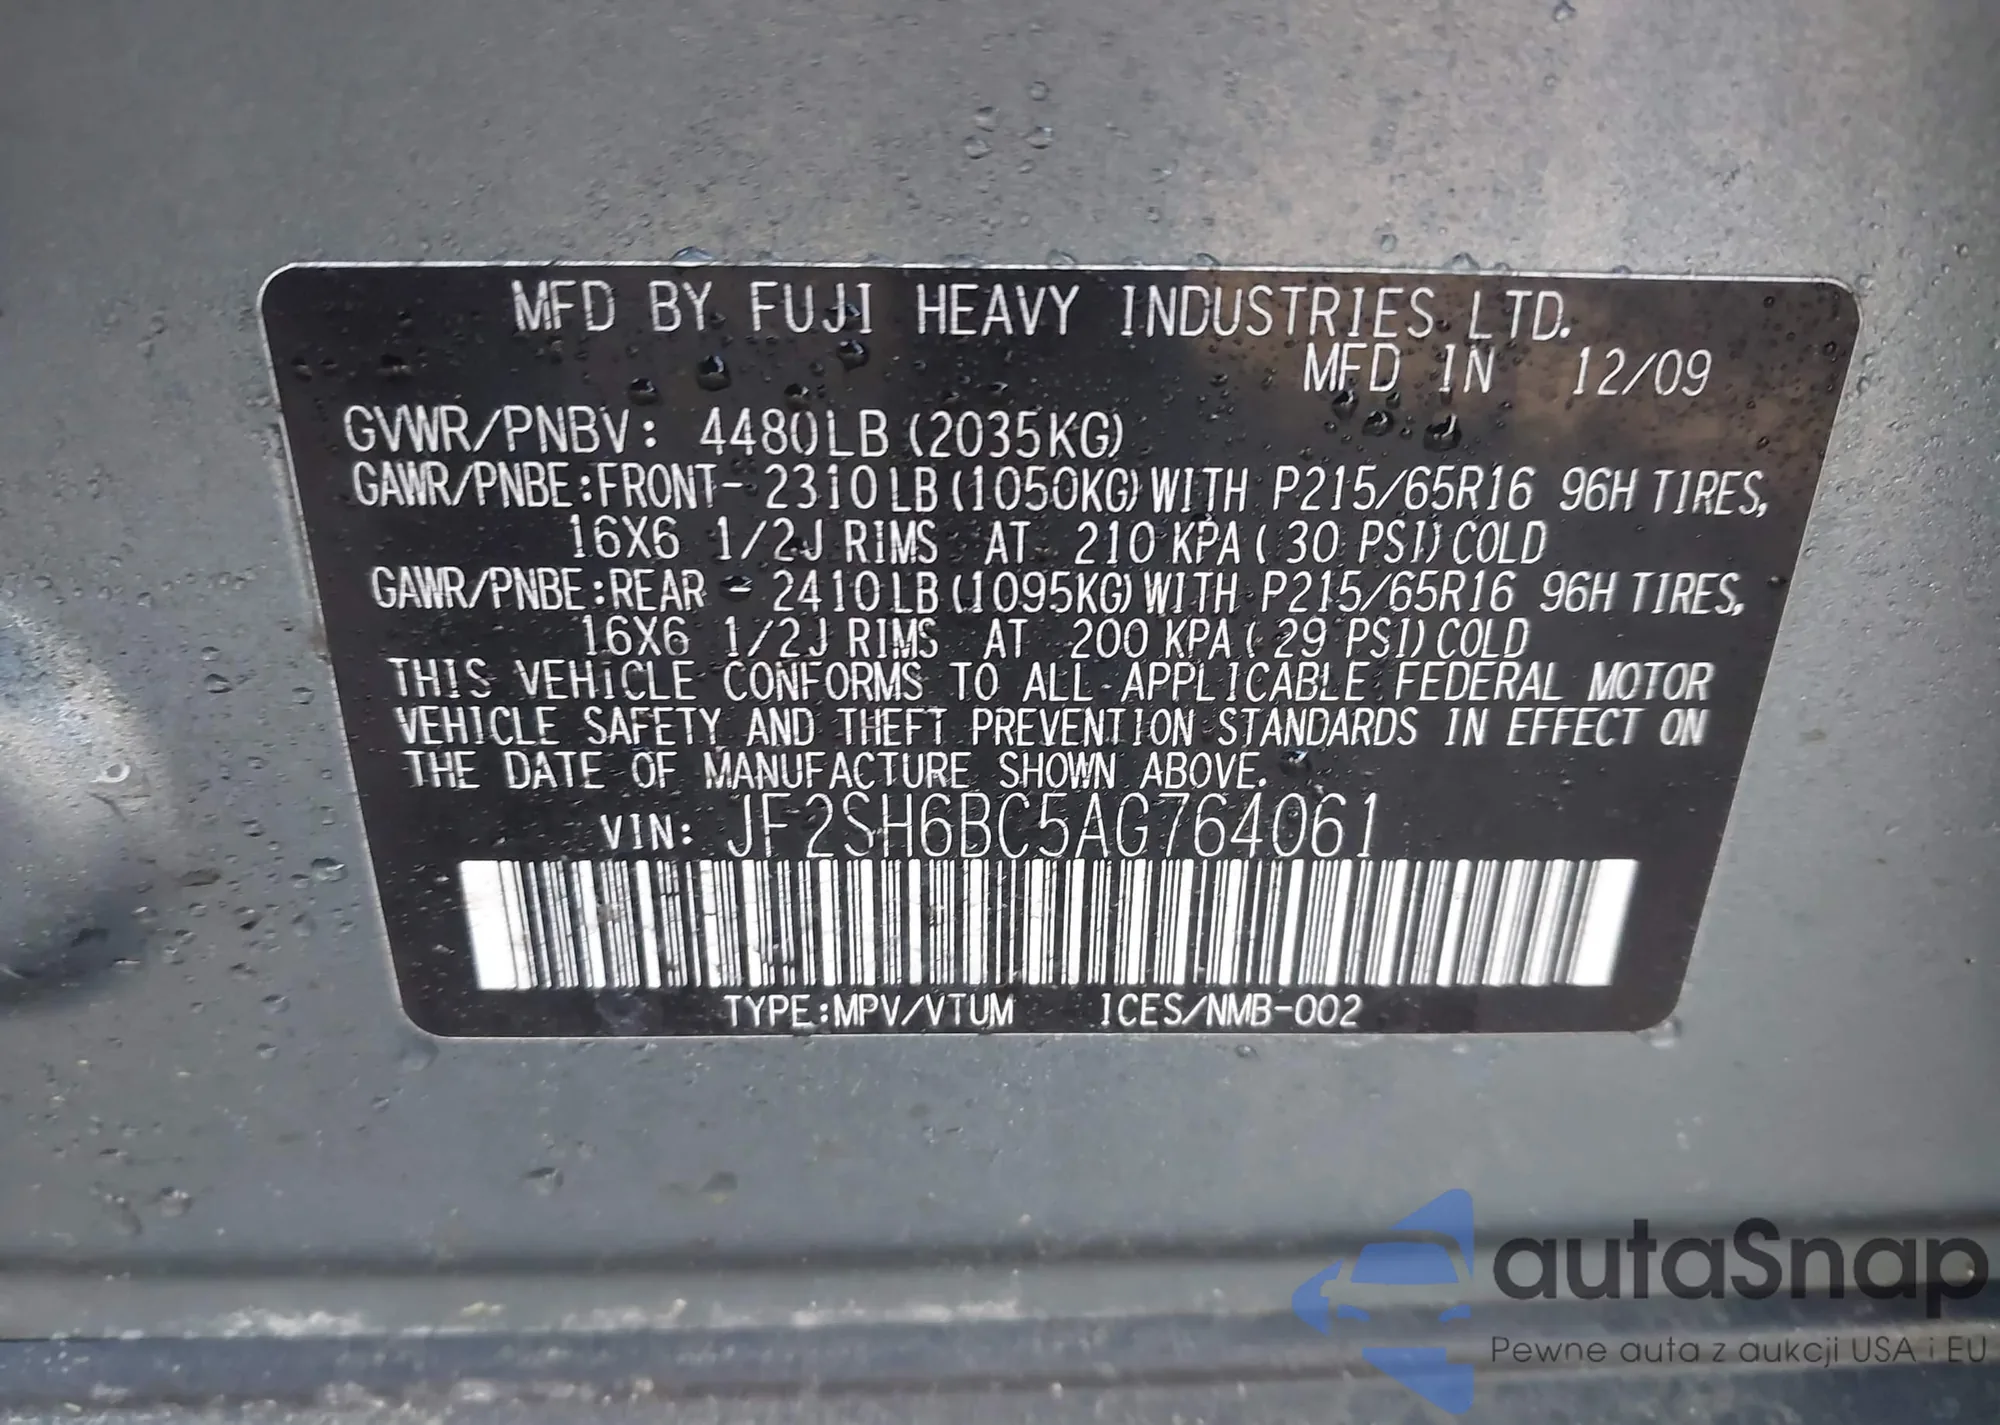 MFD BY FUJI HEAVY INDUSTRIES LTD.
MFD IN 12/09
GVWR/PNBV: 4480LB (2035KG)
GAWR/PNBE:FRONT- 2310LB(1050KG)WITH P215/65R16 96H TIRES,
16X6 1/2J RIMS AT 210 KPA( 30 PSI)COLD
GAWR/PNBE:REAR - 2410LB(1095KG)WITH P215/65R16 96H TIRES,
16X6 1/2J RIMS AT 200 KPA( 29 PSI)COLD
THIS VEHICLE CONFORMS TO ALL APPLICABLE FEDERAL MOTOR
VEHICLE SAFETY AND THEFT PREVENTION STANDARDS IN EFFECT ON
THE DATE OF MANUFACTURE SHOWN ABOVE.
VIN: JF2SH6BC5AG764061
TYPE:MPV/VTUM ICES/NMB-002
autaSnap
Pewne auta z aukcji USA i EU